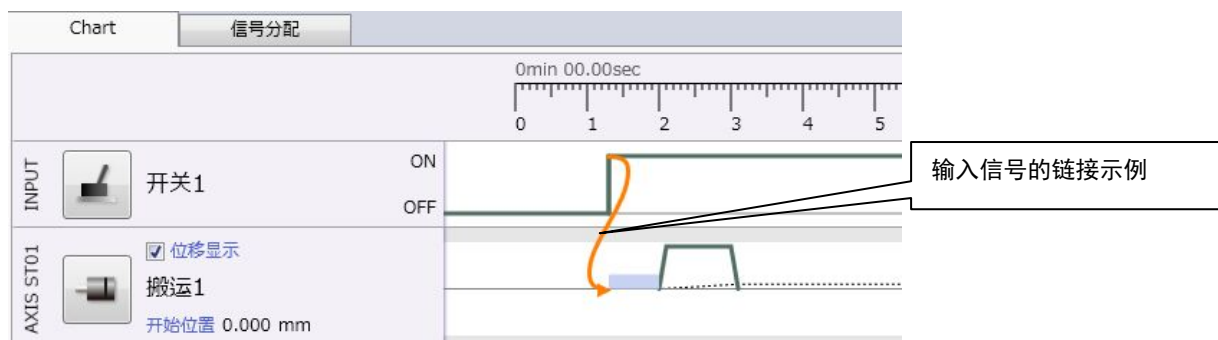 Chart
信号分配
0min 00.00sec
0 1 2 3 4 5
INPUT
开关1
ON
OFF
输入信号的链接示例
AXIS ST01
位移显示
搬运1
开始位置 0.000 mm